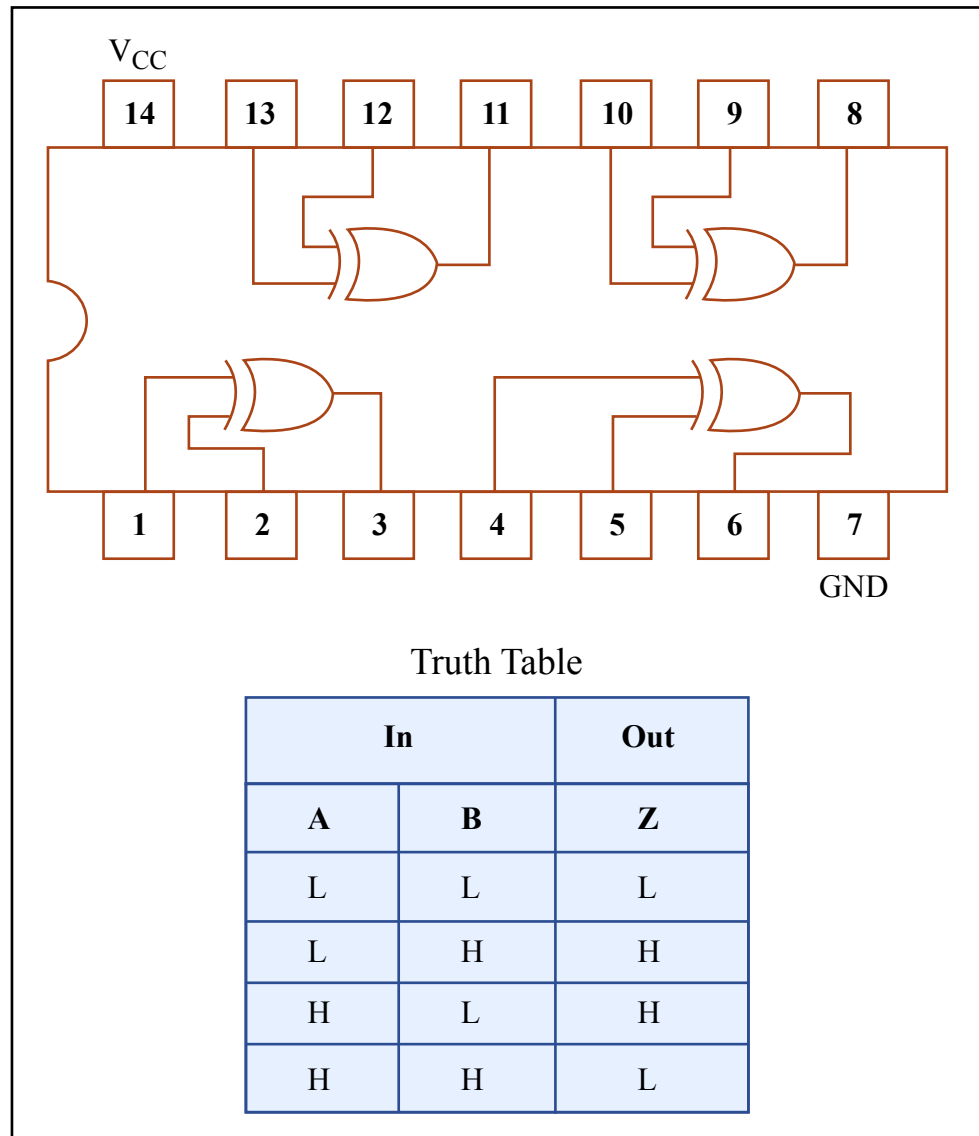 V_CC
14 13 12 11 10 9 8
1 2 3 4 5 6 7
GND
Truth Table
In Out
A B Z
L L L
L H H
H L H
H H L